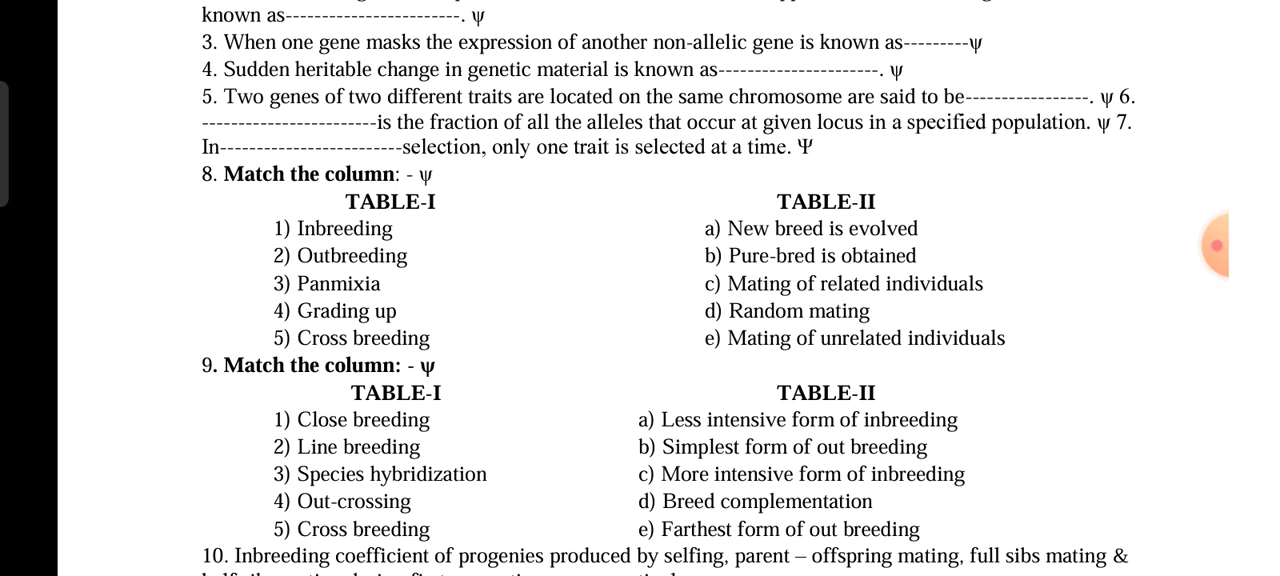 known as------------------------. ψ
3. When one gene masks the expression of another non-allelic gene is known as---------ψ
4. Sudden heritable change in genetic material is known as----------------------. ψ
5. Two genes of two different traits are located on the same chromosome are said to be-----------------. ψ 6.
------------------------is the fraction of all the alleles that occur at given locus in a specified population. ψ 7.
In-------------------------selection, only one trait is selected at a time. Ψ
8. Match the column: - ψ
TABLE-I TABLE-II
1) Inbreeding a) New breed is evolved
2) Outbreeding b) Pure-bred is obtained
3) Panmixia c) Mating of related individuals
4) Grading up d) Random mating
5) Cross breeding e) Mating of unrelated individuals
9. Match the column: - ψ
TABLE-I TABLE-II
1) Close breeding a) Less intensive form of inbreeding
2) Line breeding b) Simplest form of out breeding
3) Species hybridization c) More intensive form of inbreeding
4) Out-crossing d) Breed complementation
5) Cross breeding e) Farthest form of out breeding
10. Inbreeding coefficient of progenies produced by selfing, parent – offspring mating, full sibs mating &